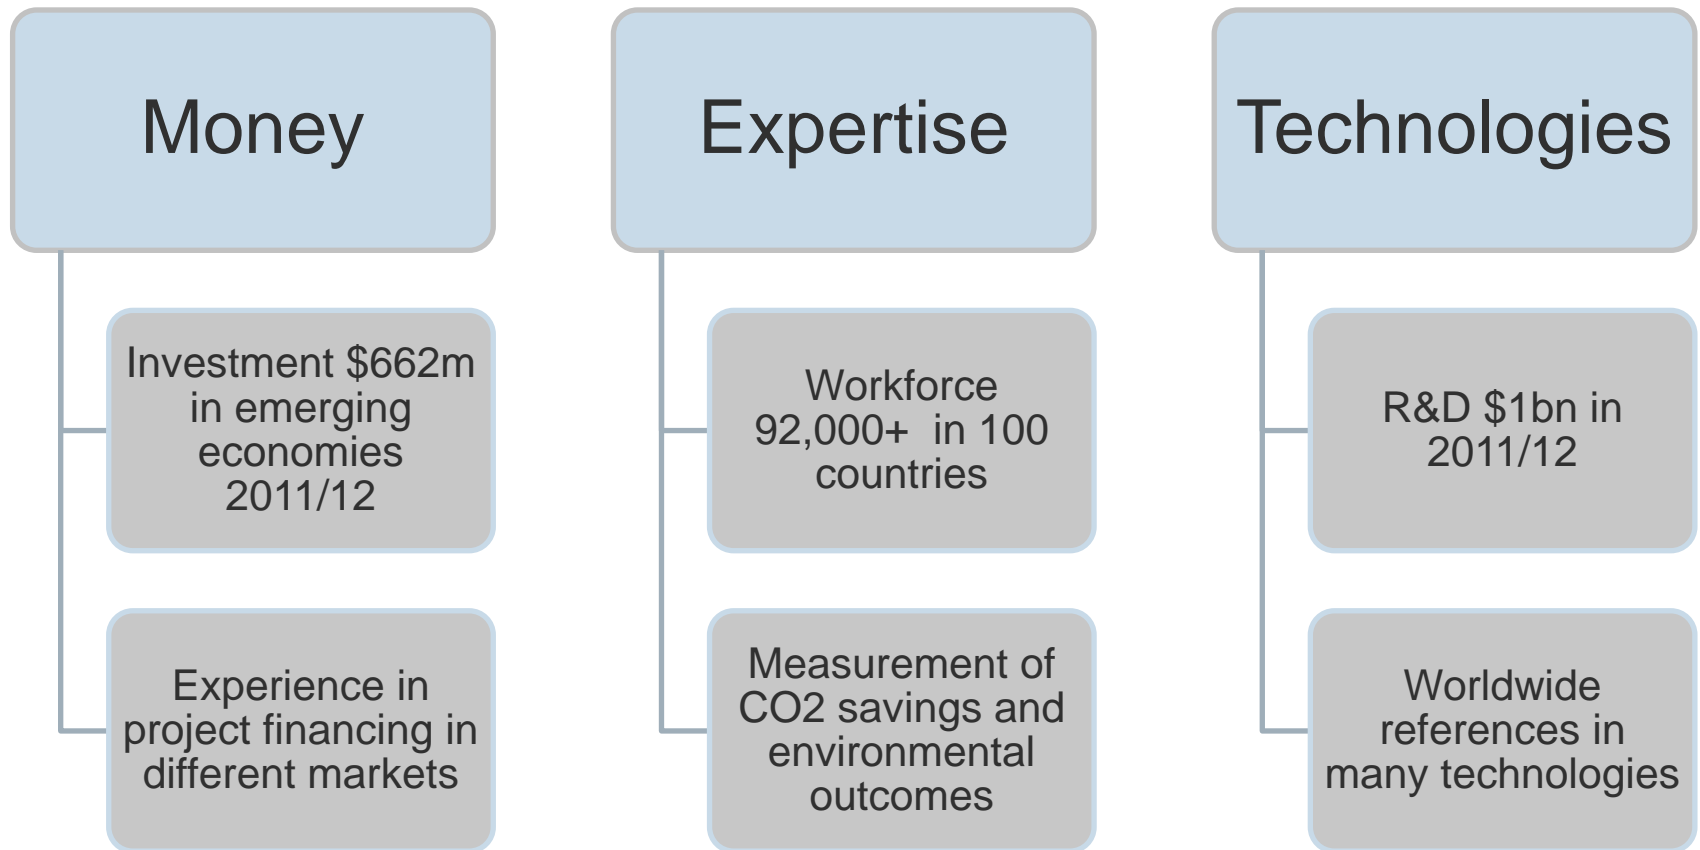 Money
Investment $662m
in emerging
economies
2011/12
Experience in
project financing in
different markets
Expertise
Workforce
92,000+  in 100
countries
Measurement of
CO2 savings and
environmental
outcomes
Technologies
R&D $1bn in
2011/12
Worldwide
references in
many technologies